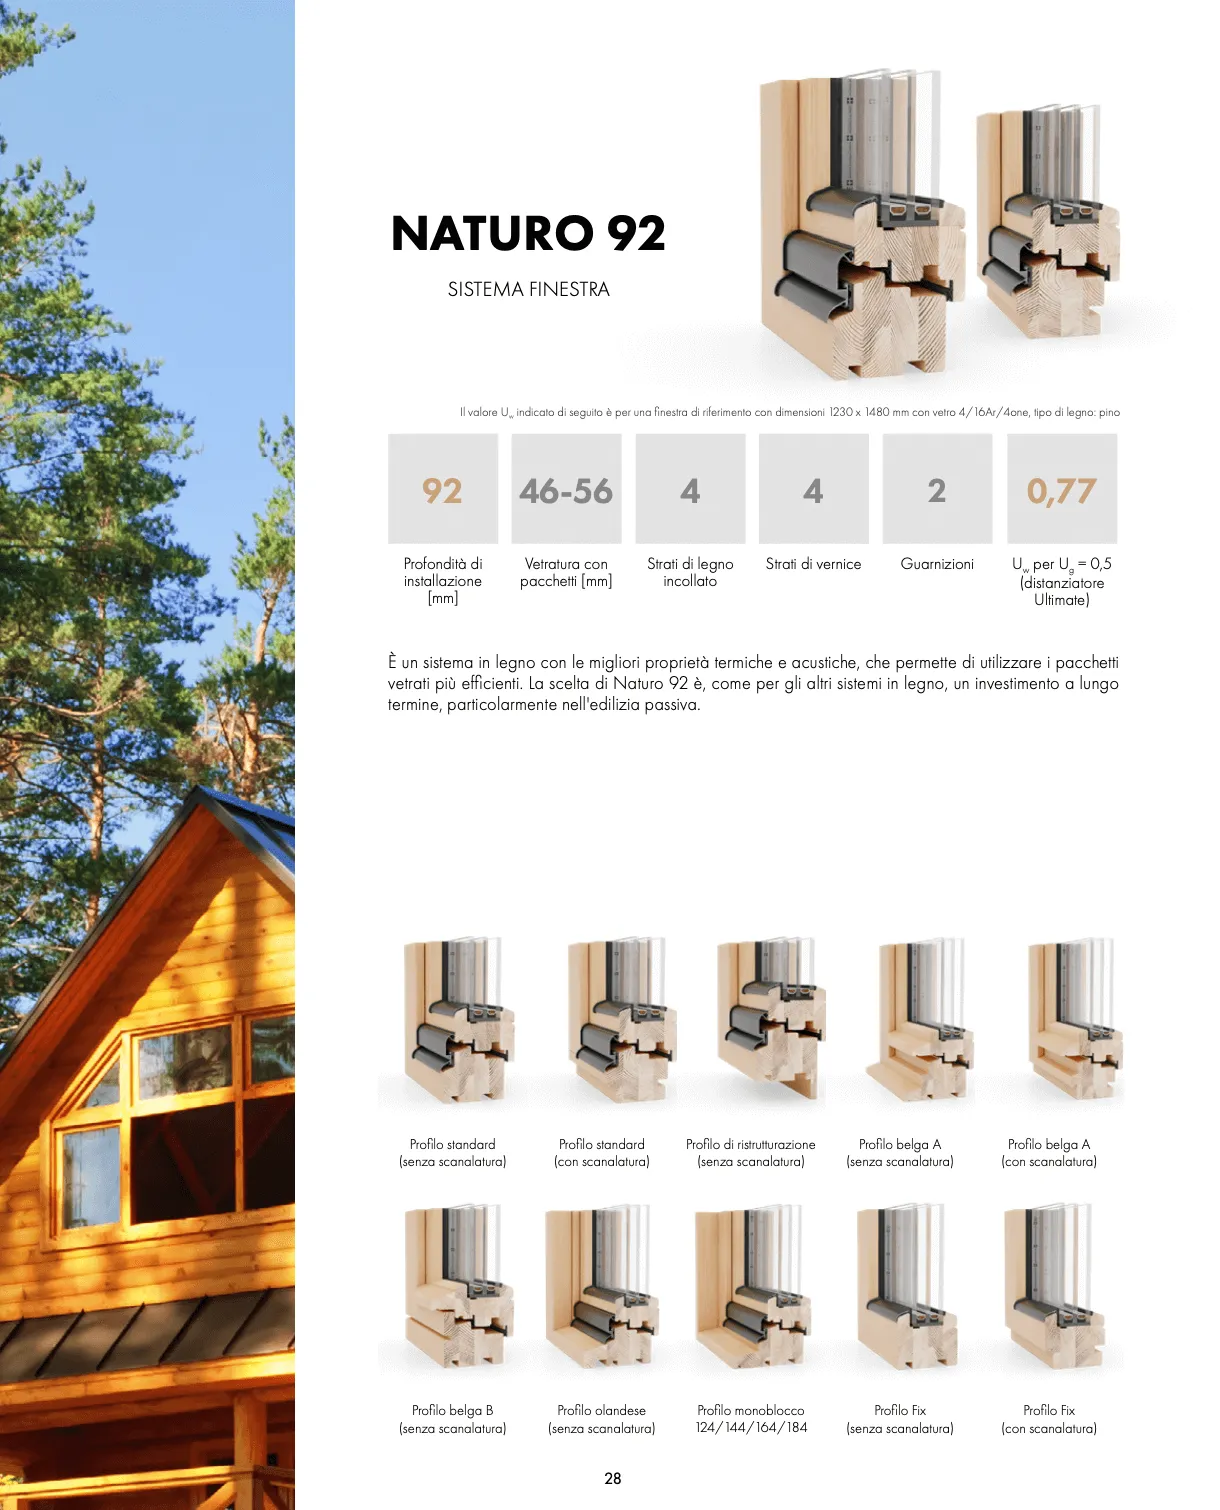 NATURO 92
SISTEMA FINESTRA
Il valore Uw indicato di seguito è per una finestra di riferimento con dimensioni 1230 x 1480 mm con vetro 4/16Ar/4one, tipo di legno: pino
92
46-56
4
4
2
0,77
Profondità di
installazione
[mm]
Vetratura con
pacchetti [mm]
Strati di legno
incollato
Strati di vernice
Guarnizioni
Uw per Ug = 0,5
(distanziatore
Ultimate)
È un sistema in legno con le migliori proprietà termiche e acustiche, che permette di utilizzare i pacchetti
vetrati più efficienti. La scelta di Naturo 92 è, come per gli altri sistemi in legno, un investimento a lungo
termine, particolarmente nell'edilizia passiva.
Profilo standard
(senza scanalatura)
Profilo standard
(con scanalatura)
Profilo di ristrutturazione
(senza scanalatura)
Profilo belga A
(senza scanalatura)
Profilo belga A
(con scanalatura)
Profilo belga B
(senza scanalatura)
Profilo olandese
(senza scanalatura)
Profilo monoblocco
124/144/164/184
Profilo Fix
(senza scanalatura)
Profilo Fix
(con scanalatura)
28